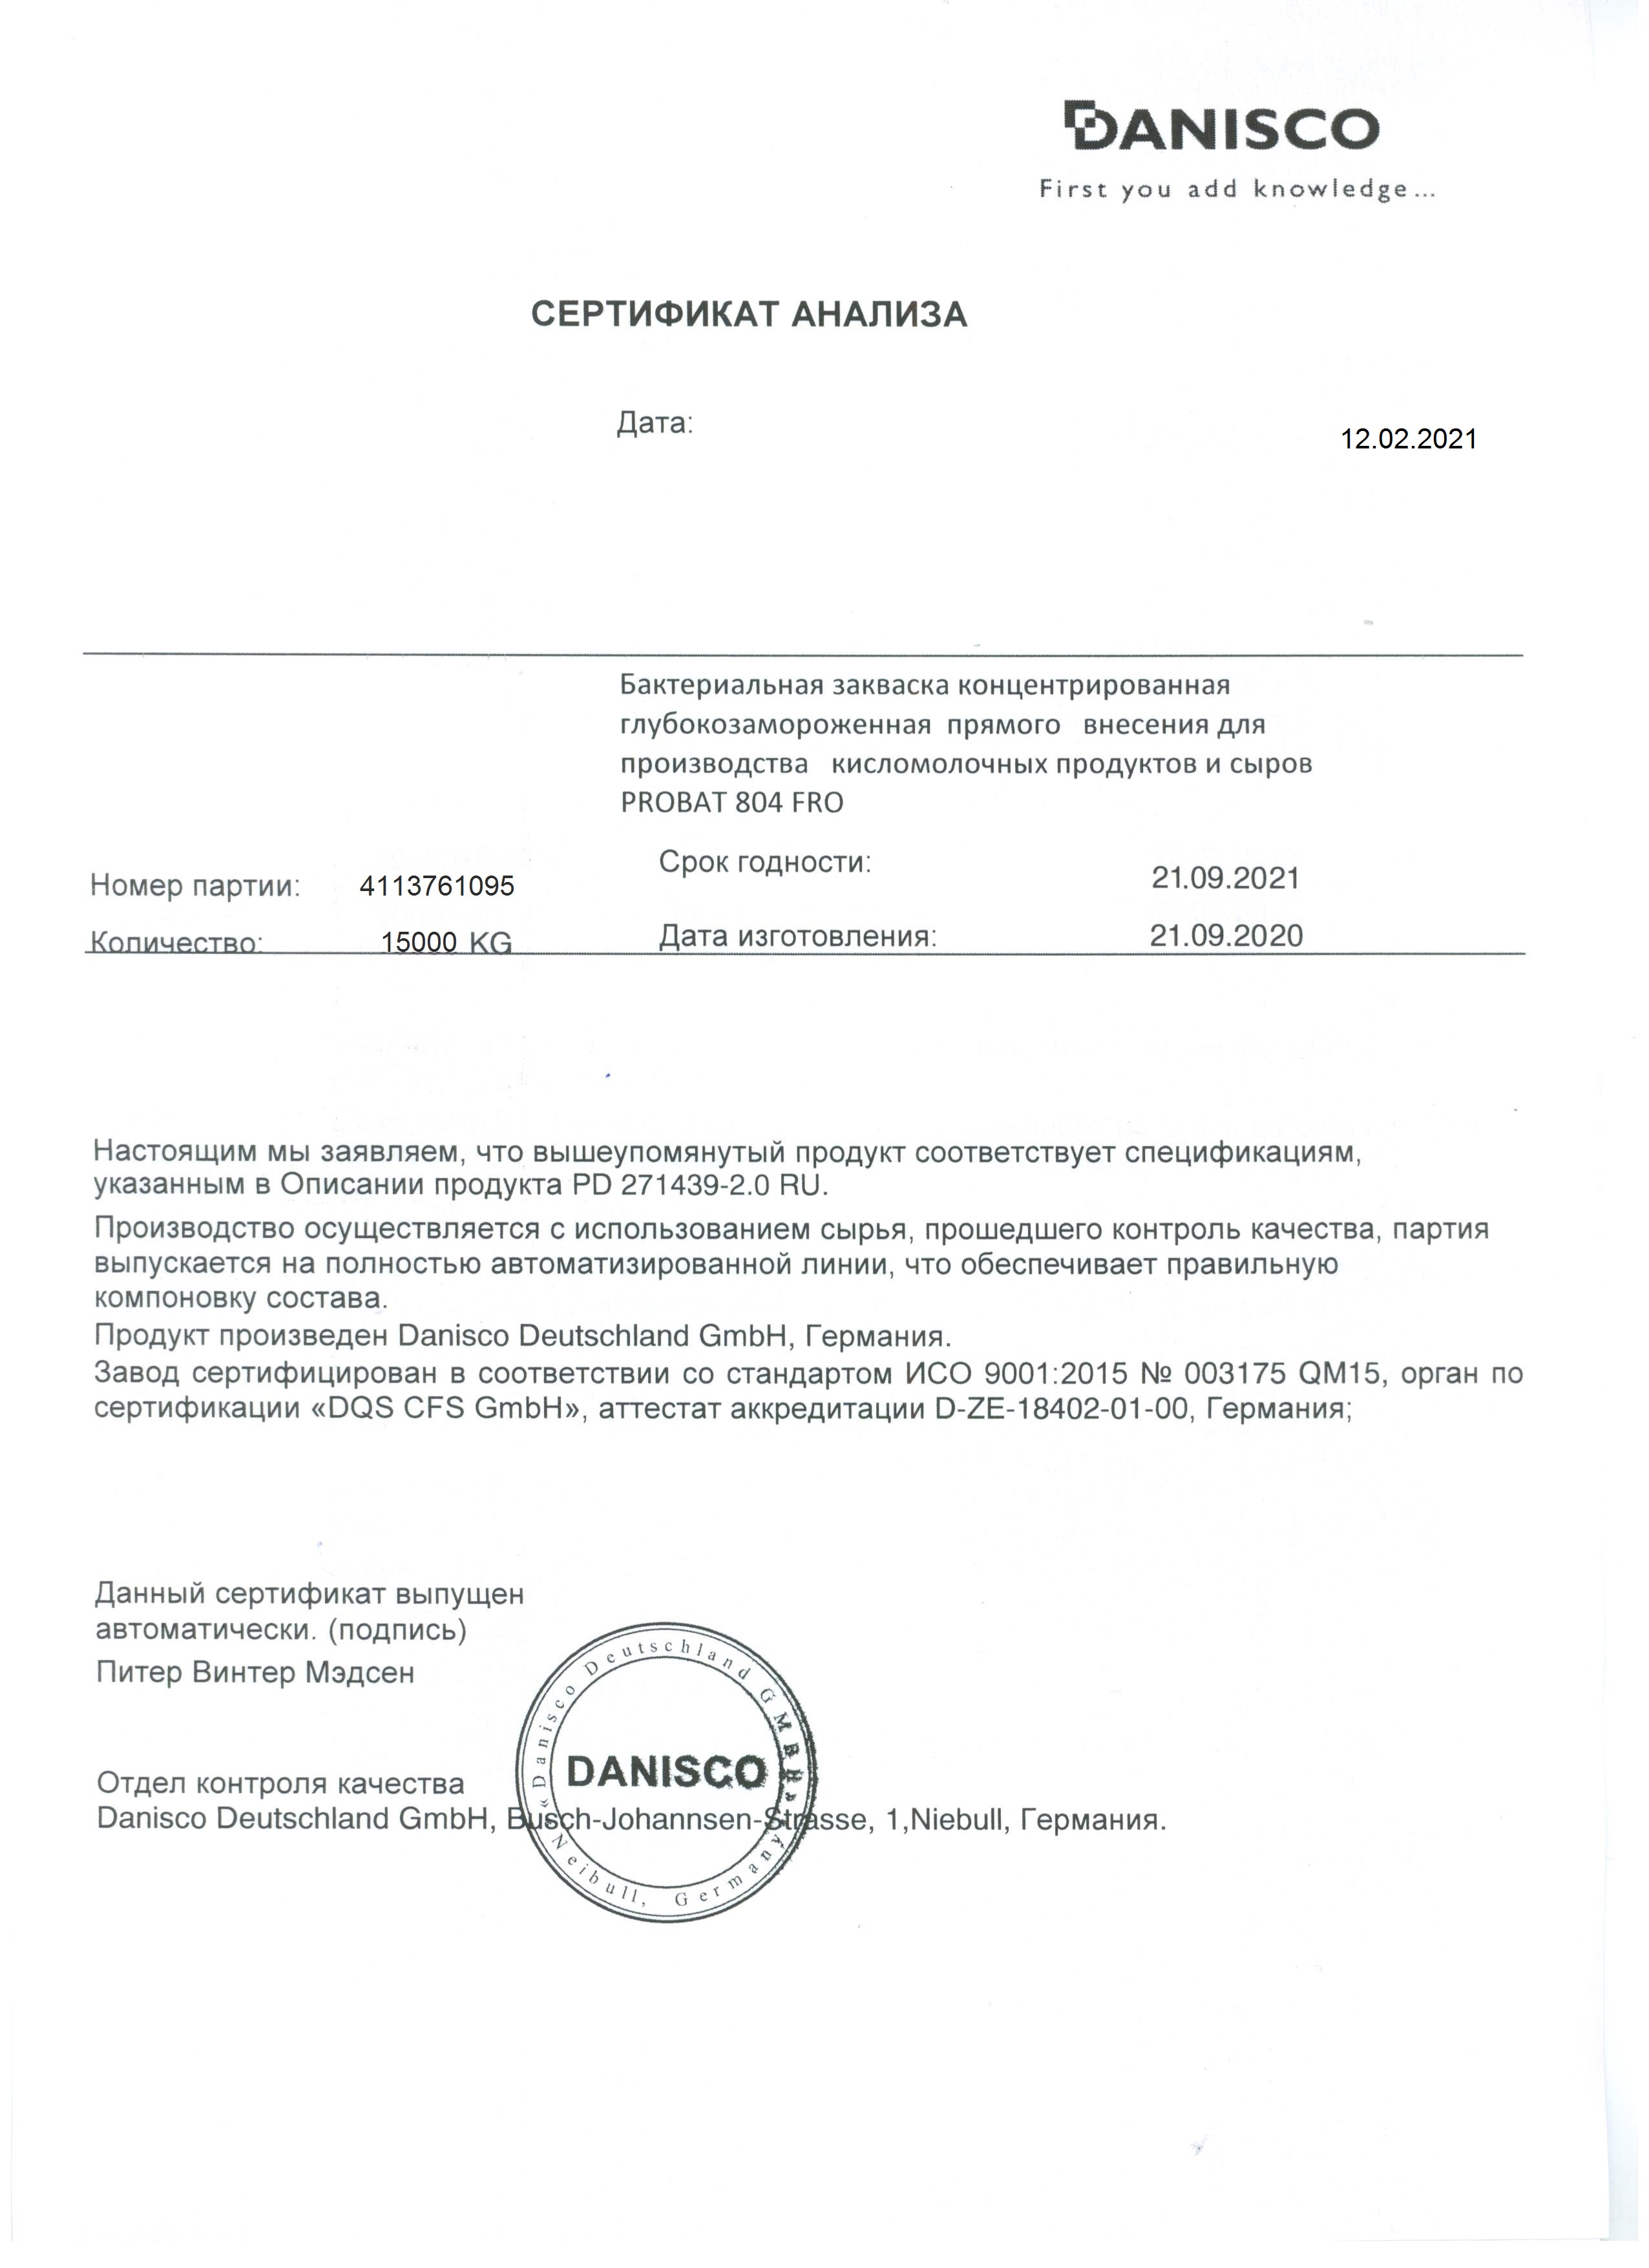 DANISCO
First you add knowledge...
СЕРТИФИКАТ АНАЛИЗА
Дата:
12.02.2021
Бактериальная закваска концентрированная
глубокозамороженная прямого внесения для
производства кисломолочных продуктов и сыров
PROBAT 804 FRO
Номер партии: 4113761095 Срок годности: 21.09.2021
Количество: 15000 KG Дата изготовления: 21.09.2020
Настоящим мы заявляем, что вышеупомянутый продукт соответствует спецификациям,
указанным в Описании продукта PD 271439-2.0 RU.
Производство осуществляется с использованием сырья, прошедшего контроль качества, партия
выпускается на полностью автоматизированной линии, что обеспечивает правильную
компоновку состава.
Продукт произведен Danisco Deutschland GmbH, Германия.
Завод сертифицирован в соответствии со стандартом ИСО 9001:2015 № 003175 QM15, орган по
сертификации «DQS CFS GmbH», аттестат аккредитации D-ZE-18402-01-00, Германия;
Данный сертификат выпущен
автоматически. (подпись)
Питер Винтер Мэдсен
Отдел контроля качества
Danisco Deutschland GmbH, Busch-Johannsen-Strasse, 1,Niebull, Германия.
«Danisco Deutschland GMBH»
DANISCO
Neibull, Germany